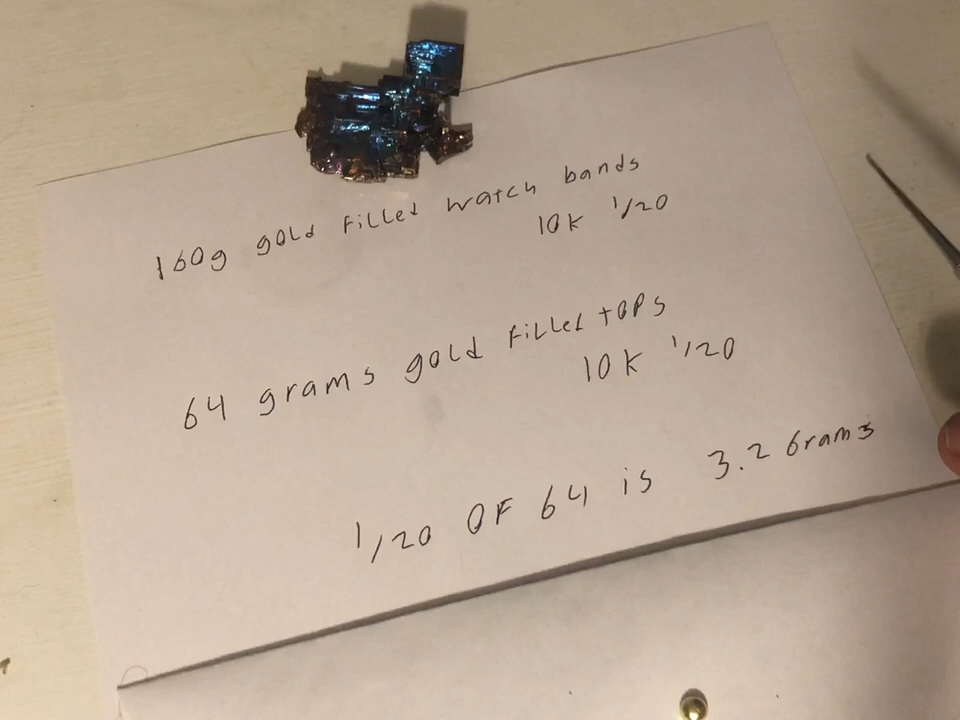 160g gold filled watch bands
10k 1/20
64 grams gold filled tops
10k 1/20
1/20 OF 64 is 3.2 Grams